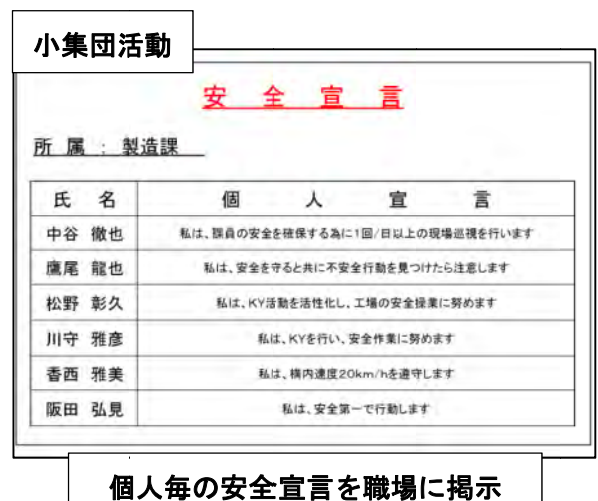 小集団活動
安 全 宣 言
所 属 : 製造課
氏 名 個 人 宣 言
中谷 徹也 私は、課員の安全を確保する為に1回/日以上の現場巡視を行います
鷹尾 龍也 私は、安全を守ると共に不安全行動を見つけたら注意します
松野 彰久 私は、KY活動を活性化し、工場の安全操業に努めます
川守 雅彦 私は、KYを行い、安全作業に努めます
香西 雅美 私は、構内速度20km/hを遵守します
阪田 弘見 私は、安全第一で行動します
個人毎の安全宣言を職場に掲示